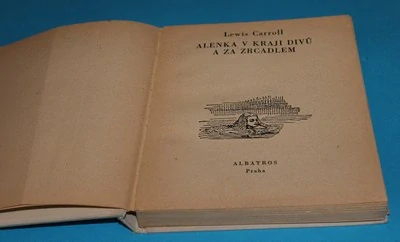 Lewis Carroll
ALENKA V KRAJI DIVŮ
A ZA ZRCADLEM
ALBATROS
Praha